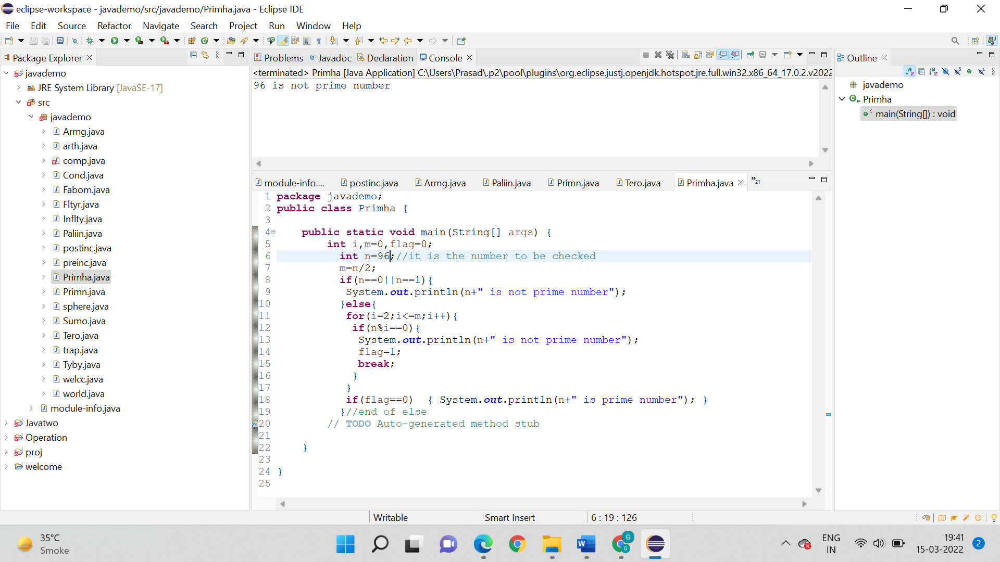 eclipse-workspace - javademo/src/javademo/Primha.java - Eclipse IDE
File Edit Source Refactor Navigate Search Project Run Window Help
Package Explorer
javademo
JRE System Library [JavaSE-17]
src
javademo
Armg.java
arth.java
comp.java
Cond.java
Fabom.java
Fltyr.java
Inflty.java
Paliin.java
postinc.java
preinc.java
Primha.java
Primn.java
sphere.java
Sumo.java
Tero.java
trap.java
Tyby.java
welcc.java
world.java
module-info.java
Javatwo
Operation
proj
welcome
Problems @ Javadoc Declaration Console
<terminated> Primha [Java Application] C:\Users\Prasad\.p2\pool\plugins\org.eclipse.justj.openjdk.hotspot.jre.full.win32.x86_64_17.0.2.v2022
96 is not prime number
module-info.... postinc.java Armg.java Paliin.java Primn.java Tero.java Primha.java »21
1 package javademo;
2 public class Primha {
3
4     public static void main(String[] args) {
5         int i,m=0,flag=0;
6           int n=96;//it is the number to be checked
7           m=n/2;
8           if(n==0||n==1){
9            System.out.println(n+" is not prime number");
10           }else{
11            for(i=2;i<=m;i++){
12             if(n%i==0){
13              System.out.println(n+" is not prime number");
14              flag=1;
15              break;
16             }
17            }
18            if(flag==0)  { System.out.println(n+" is prime number"); }
19           }//end of else
20         // TODO Auto-generated method stub
21
22     }
23
24 }
25
Outline
javademo
Primha
main(String[]) : void
Writable Smart Insert 6 : 19 : 126
35°C
Smoke
ENG
IN
19:41
15-03-2022
2